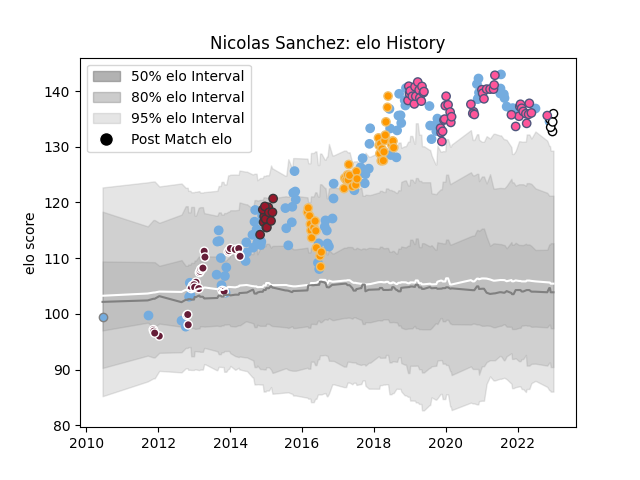 Nicolas Sanchez: elo History
50% elo Interval
80% elo Interval
95% elo Interval
Post Match elo
elo score
140
130
120
110
100
90
80
2010
2012
2014
2016
2018
2020
2022